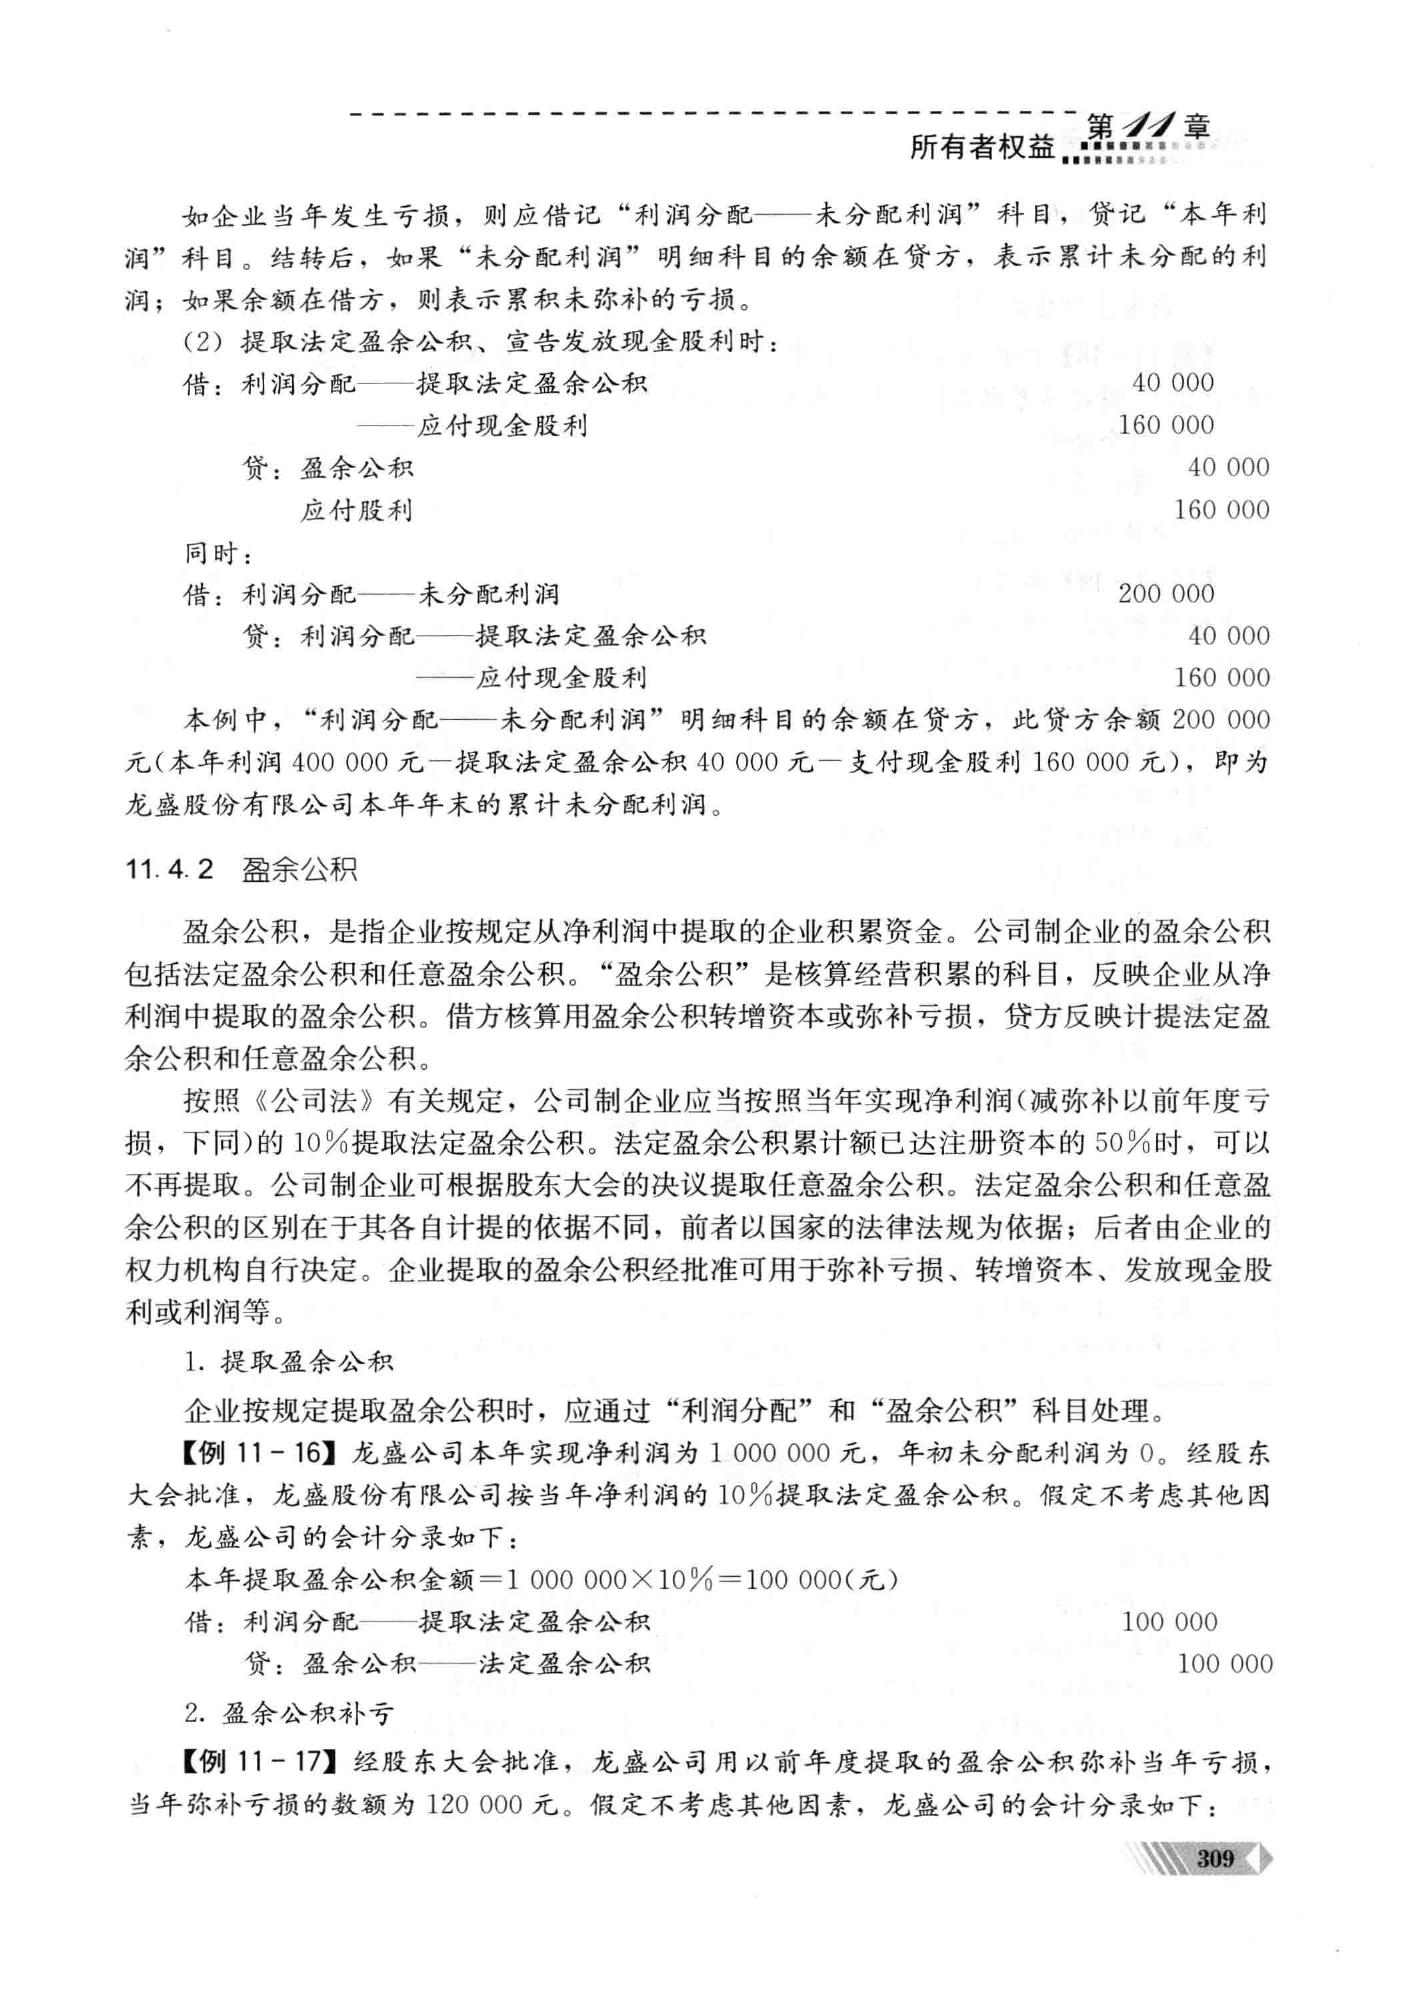 第11章
所有者权益
如企业当年发生亏损，则应借记“利润分配——未分配利润”科目，贷记“本年利
润”科目。结转后，如果“未分配利润”明细科目的余额在贷方，表示累计未分配的利
润；如果余额在借方，则表示累积未弥补的亏损。
(2) 提取法定盈余公积、宣告发放现金股利时：
借：利润分配——提取法定盈余公积 40 000
——应付现金股利 160 000
贷：盈余公积 40 000
应付股利 160 000
同时：
借：利润分配——未分配利润 200 000
贷：利润分配——提取法定盈余公积 40 000
——应付现金股利 160 000
本例中，“利润分配——未分配利润”明细科目的余额在贷方，此贷方余额 200 000
元(本年利润 400 000 元－提取法定盈余公积 40 000 元－支付现金股利 160 000 元)，即为
龙盛股份有限公司本年年末的累计未分配利润。
11.4.2 盈余公积
盈余公积，是指企业按规定从净利润中提取的企业积累资金。公司制企业的盈余公积
包括法定盈余公积和任意盈余公积。“盈余公积”是核算经营积累的科目，反映企业从净
利润中提取的盈余公积。借方核算用盈余公积转增资本或弥补亏损，贷方反映计提法定盈
余公积和任意盈余公积。
按照《公司法》有关规定，公司制企业应当按照当年实现净利润(减弥补以前年度亏
损，下同)的 10%提取法定盈余公积。法定盈余公积累计额已达注册资本的 50%时，可以
不再提取。公司制企业可根据股东大会的决议提取任意盈余公积。法定盈余公积和任意盈
余公积的区别在于其各自计提的依据不同，前者以国家的法律法规为依据；后者由企业的
权力机构自行决定。企业提取的盈余公积经批准可用于弥补亏损、转增资本、发放现金股
利或利润等。
1. 提取盈余公积
企业按规定提取盈余公积时，应通过“利润分配”和“盈余公积”科目处理。
【例 11－16】龙盛公司本年实现净利润为 1 000 000 元，年初未分配利润为 0。经股东
大会批准，龙盛股份有限公司按当年净利润的 10%提取法定盈余公积。假定不考虑其他因
素，龙盛公司的会计分录如下：
本年提取盈余公积金额＝1 000 000×10%＝100 000(元)
借：利润分配——提取法定盈余公积 100 000
贷：盈余公积——法定盈余公积 100 000
2. 盈余公积补亏
【例 11－17】经股东大会批准，龙盛公司用以前年度提取的盈余公积弥补当年亏损，
当年弥补亏损的数额为 120 000 元。假定不考虑其他因素，龙盛公司的会计分录如下：
309